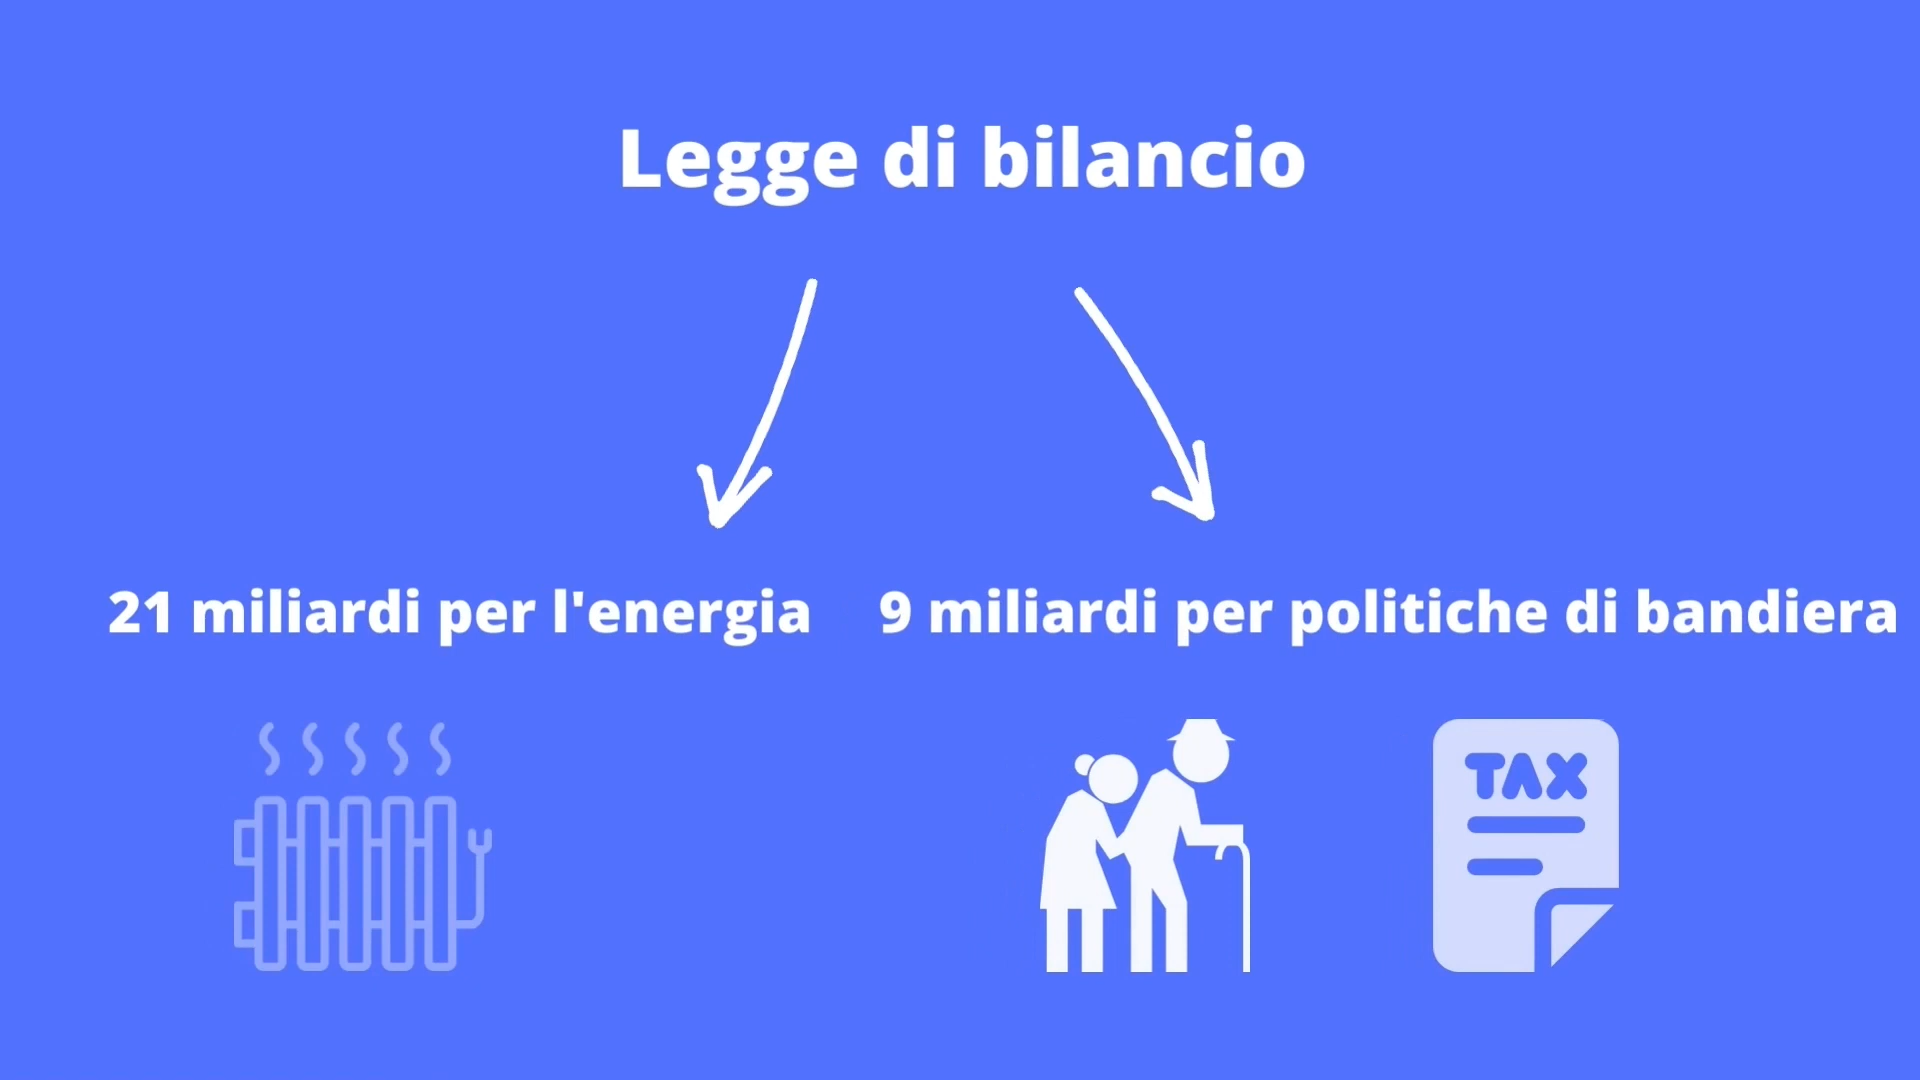 Legge di bilancio
21 miliardi per l'energia
9 miliardi per politiche di bandiera
TAX